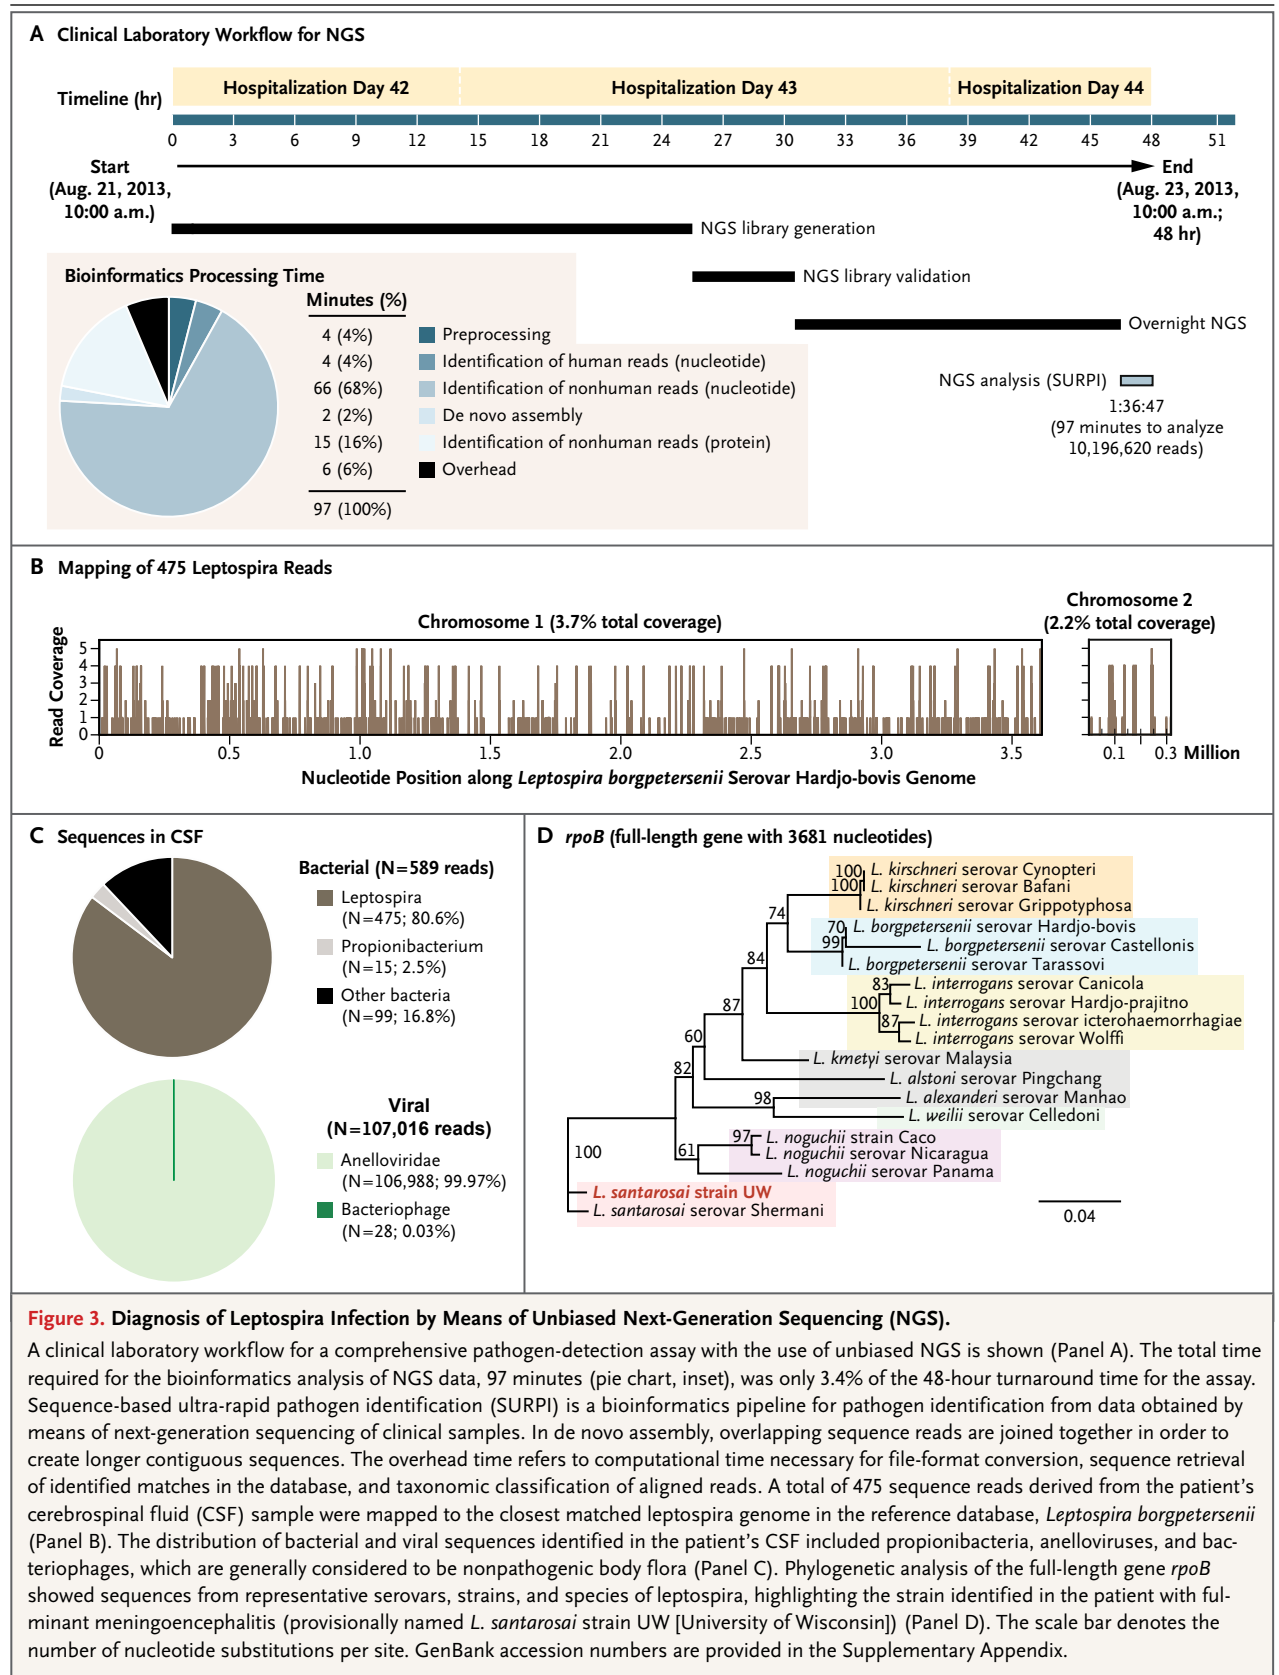 A Clinical Laboratory Workflow for NGS
Hospitalization Day 42
Hospitalization Day 43
Hospitalization Day 44
Timeline (hr)
0 3 6 9 12 15 18 21 24 27 30 33 36 39 42 45 48 51
Start
(Aug. 21, 2013,
10:00 a.m.)
End
(Aug. 23, 2013,
10:00 a.m.;
48 hr)
NGS library generation
NGS library validation
Overnight NGS
NGS analysis (SURPI)
1:36:47
(97 minutes to analyze
10,196,620 reads)
Bioinformatics Processing Time
Minutes (%)
4 (4%) Preprocessing
4 (4%) Identification of human reads (nucleotide)
66 (68%) Identification of nonhuman reads (nucleotide)
2 (2%) De novo assembly
15 (16%) Identification of nonhuman reads (protein)
6 (6%) Overhead
97 (100%)
B Mapping of 475 Leptospira Reads
Chromosome 1 (3.7% total coverage)
Chromosome 2
(2.2% total coverage)
Read Coverage
5
4
3
2
1
0
0 0.5 1.0 1.5 2.0 2.5 3.0 3.5
0.1 0.3 Million
Nucleotide Position along Leptospira borgpetersenii Serovar Hardjo-bovis Genome
C Sequences in CSF
Bacterial (N=589 reads)
Leptospira
(N=475; 80.6%)
Propionibacterium
(N=15; 2.5%)
Other bacteria
(N=99; 16.8%)
Viral
(N=107,016 reads)
Anelloviridae
(N=106,988; 99.97%)
Bacteriophage
(N=28; 0.03%)
D rpoB (full-length gene with 3681 nucleotides)
100 L. kirschneri serovar Cynopteri
100 L. kirschneri serovar Bafani
L. kirschneri serovar Grippotyphosa
74
70 L. borgpetersenii serovar Hardjo-bovis
99 L. borgpetersenii serovar Castellonis
L. borgpetersenii serovar Tarassovi
84
83 L. interrogans serovar Canicola
100 L. interrogans serovar Hardjo-prajitno
87 L. interrogans serovar icterohaemorrhagiae
L. interrogans serovar Wolffi
87
60
L. kmetyi serovar Malaysia
82
L. alstoni serovar Pingchang
98 L. alexanderi serovar Manhao
L. weilii serovar Celledoni
97 L. noguchii strain Caco
61 L. noguchii serovar Nicaragua
100
L. noguchii serovar Panama
L. santarosai strain UW
L. santarosai serovar Shermani
0.04
Figure 3. Diagnosis of Leptospira Infection by Means of Unbiased Next-Generation Sequencing (NGS).
A clinical laboratory workflow for a comprehensive pathogen-detection assay with the use of unbiased NGS is shown (Panel A). The total time
required for the bioinformatics analysis of NGS data, 97 minutes (pie chart, inset), was only 3.4% of the 48-hour turnaround time for the assay.
Sequence-based ultra-rapid pathogen identification (SURPI) is a bioinformatics pipeline for pathogen identification from data obtained by
means of next-generation sequencing of clinical samples. In de novo assembly, overlapping sequence reads are joined together in order to
create longer contiguous sequences. The overhead time refers to computational time necessary for file-format conversion, sequence retrieval
of identified matches in the database, and taxonomic classification of aligned reads. A total of 475 sequence reads derived from the patient's
cerebrospinal fluid (CSF) sample were mapped to the closest matched leptospira genome in the reference database, Leptospira borgpetersenii
(Panel B). The distribution of bacterial and viral sequences identified in the patient's CSF included propionibacteria, anelloviruses, and bac-
teriophages, which are generally considered to be nonpathogenic body flora (Panel C). Phylogenetic analysis of the full-length gene rpoB
showed sequences from representative serovars, strains, and species of leptospira, highlighting the strain identified in the patient with ful-
minant meningoencephalitis (provisionally named L. santarosai strain UW [University of Wisconsin]) (Panel D). The scale bar denotes the
number of nucleotide substitutions per site. GenBank accession numbers are provided in the Supplementary Appendix.